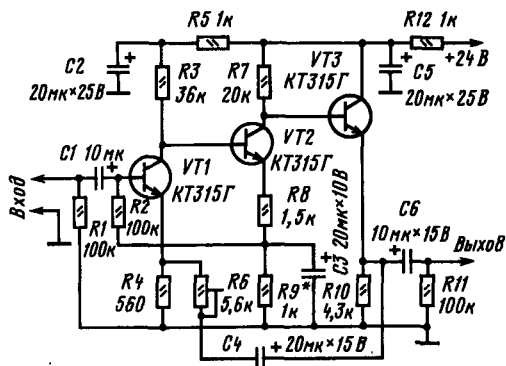 R5 1к
R12 1к
C2
20мк×25В
R3
36к
R7
20к
VT3
КТ315Г
+24В
C5
20мк×25В
C1 10мк
VT1
КТ315Г
VT2
КТ315Г
Вход
R1
100к
R2
100к
R8
1,5к
C3 20мк×10В
C6
10мк×15В
Выход
R4
560
R6
5,6к
R9*
1к
R10
4,3к
R11
100к
C4
20мк×15В